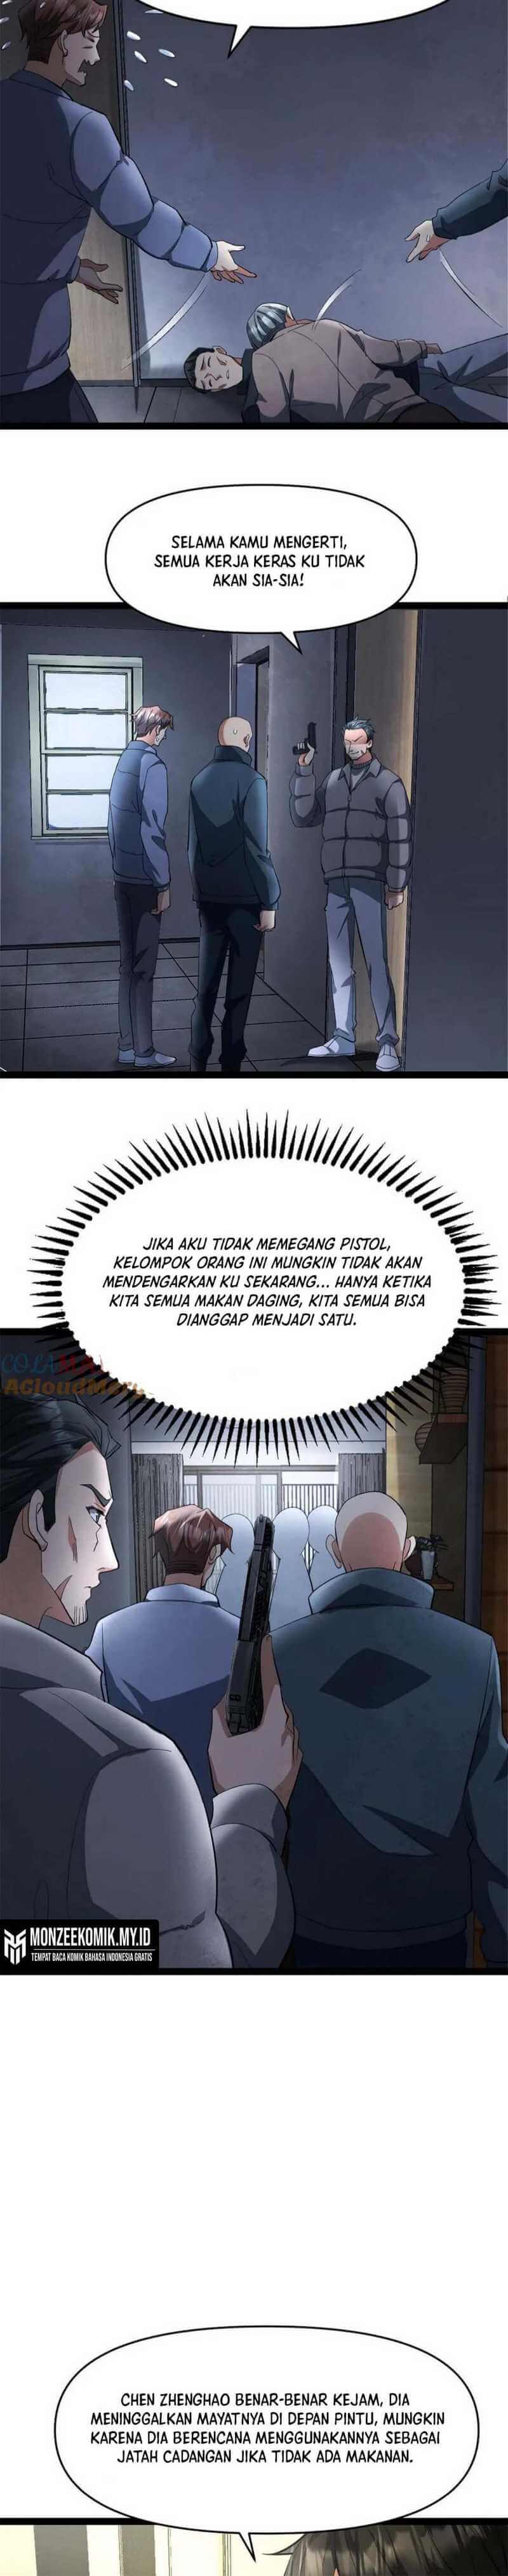 SELAMA KAMU MENGERTI,
SEMUA KERJA KERAS KU TIDAK
AKAN SIA-SIA!
JIKA AKU TIDAK MEMEGANG PISTOL,
KELOMPOK ORANG INI MUNGKIN TIDAK AKAN
MENDENGARKAN KU SEKARANG... HANYA KETIKA
KITA SEMUA MAKAN DAGING, KITA SEMUA BISA
DIANGGAP MENJADI SATU.
MONZEEKOMIK.MY.ID
TEMPAT BACA KOMIK BAHASA INDONESIA GRATIS
CHEN ZHENGHAO BENAR-BENAR KEJAM, DIA
MENINGGALKAN MAYATNYA DI DEPAN PINTU, MUNGKIN
KARENA DIA BERENCANA MENGGUNAKANNYA SEBAGAI
JATAH CADANGAN JIKA TIDAK ADA MAKANAN.